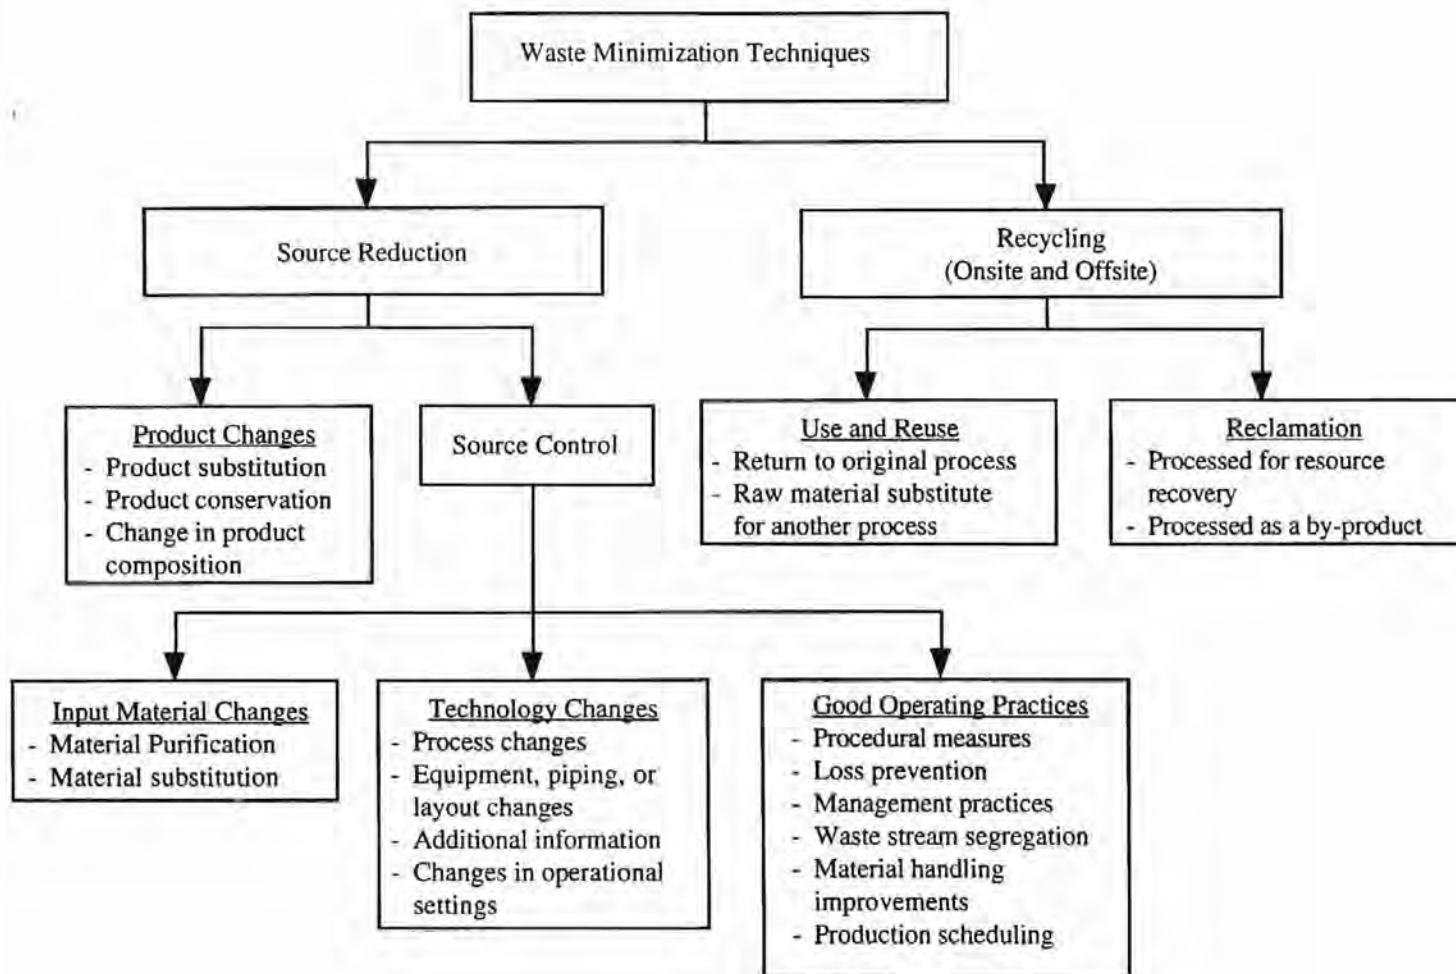 Waste Minimization Techniques
Source Reduction
Recycling
(Onsite and Offsite)
Product Changes
- Product substitution
- Product conservation
- Change in product
composition
Source Control
Use and Reuse
- Return to original process
- Raw material substitute
for another process
Reclamation
- Processed for resource
recovery
- Processed as a by-product
Input Material Changes
- Material Purification
- Material substitution
Technology Changes
- Process changes
- Equipment, piping, or
layout changes
- Additional information
- Changes in operational
settings
Good Operating Practices
- Procedural measures
- Loss prevention
- Management practices
- Waste stream segregation
- Material handling
improvements
- Production scheduling